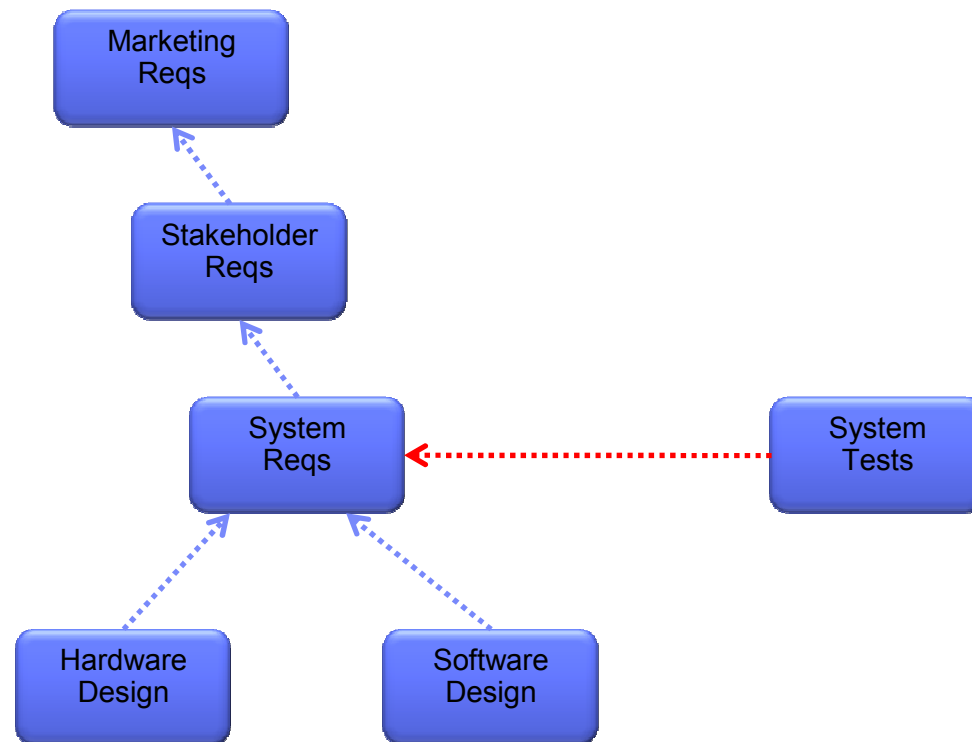 Marketing
Reqs
Stakeholder
Reqs
System
Reqs
System
Tests
Hardware
Design
Software
Design